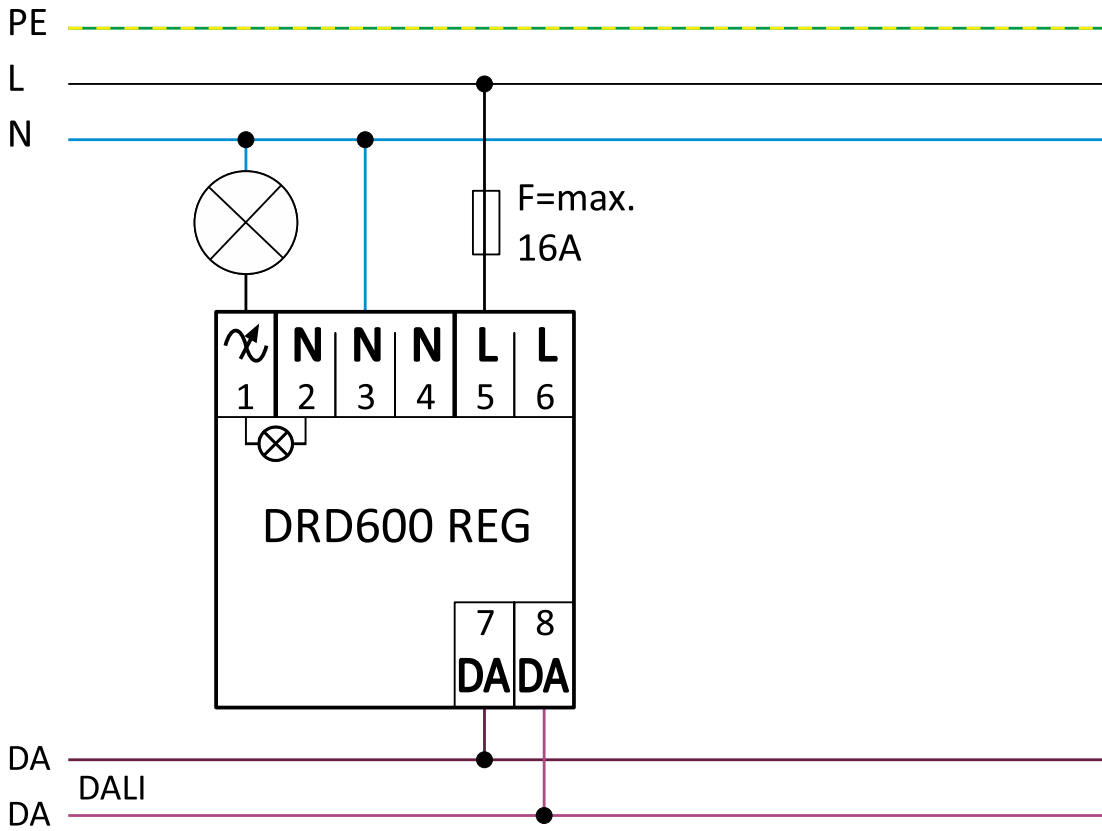 PE
L
N
F=max.
16A
N N N L L
1 2 3 4 5 6
DRD600 REG
7 8
DA DA
DA
DALI
DA